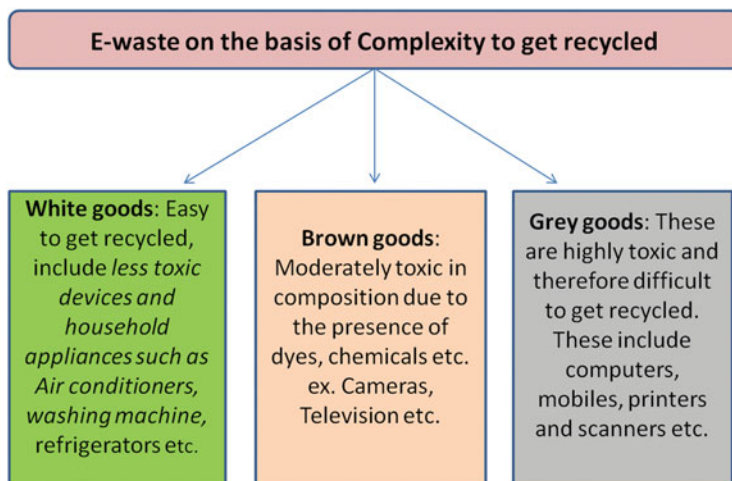 E-waste on the basis of Complexity to get recycled
White goods: Easy
to get recycled,
include less toxic
devices and
household
appliances such as
Air conditioners,
washing machine,
refrigerators etc.
Brown goods:
Moderately toxic in
composition due to
the presence of
dyes, chemicals etc.
ex. Cameras,
Television etc.
Grey goods: These
are highly toxic and
therefore difficult
to get recycled.
These include
computers,
mobiles, printers
and scanners etc.